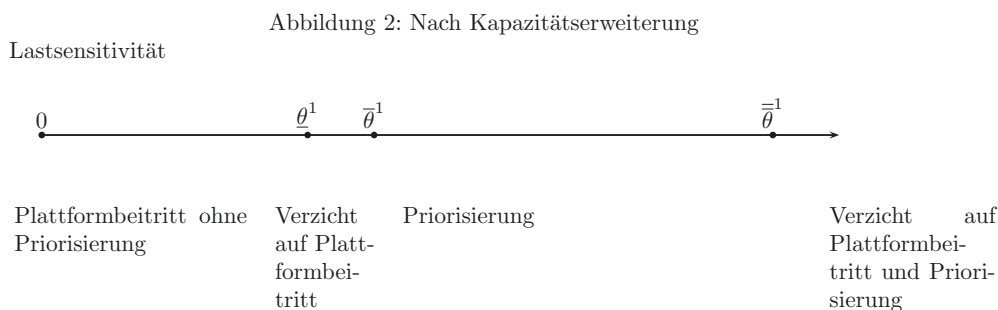 Abbildung 2: Nach Kapazitätserweiterung
Lastsensitivität
0 θ̲¹ θ̅¹ θ̿¹
Plattformbeitritt ohne Priorisierung
Verzicht auf Platt-formbei-tritt
Priorisierung
Verzicht auf Plattformbei-tritt und Priori-sierung